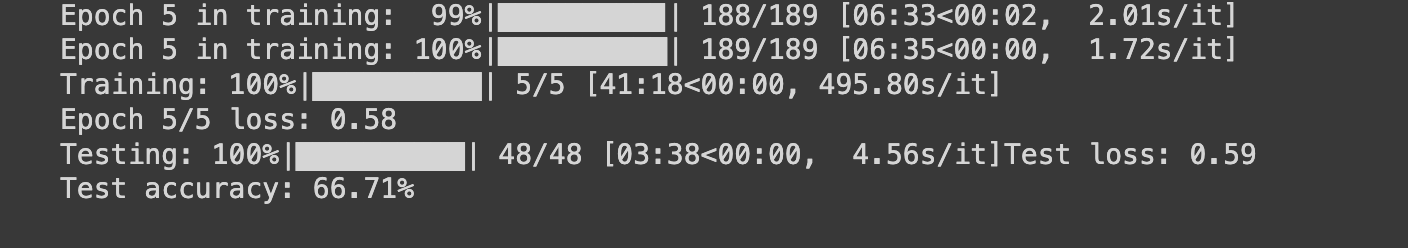 Epoch 5 in training:  99%|██████████| 188/189 [06:33<00:02,  2.01s/it]
Epoch 5 in training: 100%|██████████| 189/189 [06:35<00:00,  1.72s/it]
Training: 100%|██████████| 5/5 [41:18<00:00, 495.80s/it]
Epoch 5/5 loss: 0.58
Testing: 100%|██████████| 48/48 [03:38<00:00,  4.56s/it]Test loss: 0.59
Test accuracy: 66.71%